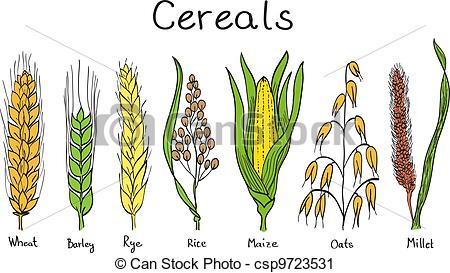 Cereals
Wheat Barley Rye Rice Maize Oats Millet
© Can Stock Photo - csp9723531